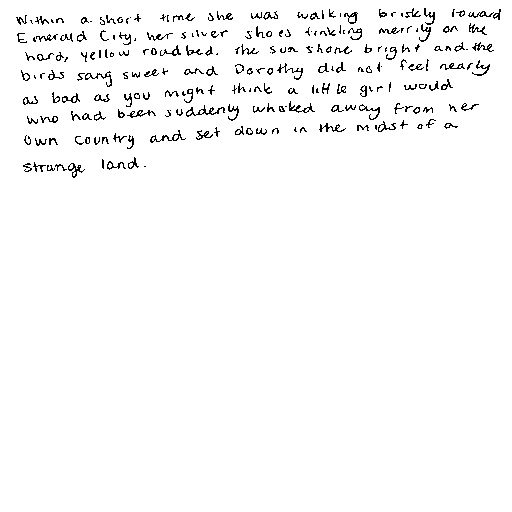 Within a short time she was walking briskly toward
Emerald City, her silver shoes tinkling merrily on the
hard, yellow roadbed. The sun shone bright and the
birds sang sweet and Dorothy did not feel nearly
as bad as you might think a little girl would
who had been suddenly whisked away from her
own country and set down in the midst of a
strange land.